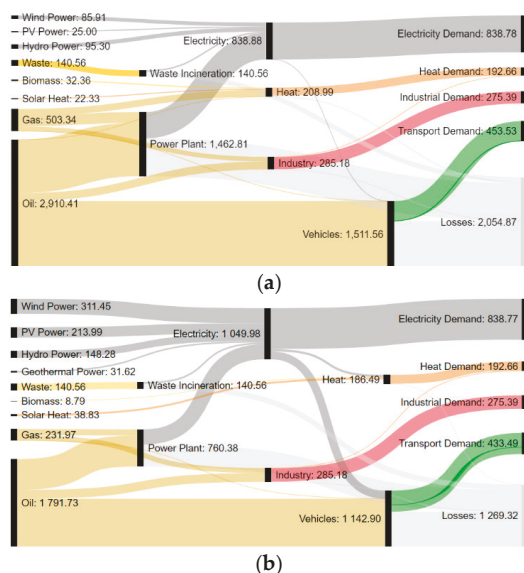 Wind Power: 85.91
PV Power: 25.00
Hydro Power: 95.30
Electricity: 838.88
Electricity Demand: 838.78
Waste: 140.56
Waste Incineration: 140.56
Heat Demand: 192.66
Biomass: 32.36
Heat: 208.99
Industrial Demand: 275.39
Solar Heat: 22.33
Gas: 503.34
Transport Demand: 453.53
Power Plant: 1,462.81
Industry: 285.18
Oil: 2,910.41
Losses: 2,054.87
Vehicles: 1,511.56
(a)
Wind Power: 311.45
Electricity Demand: 838.77
PV Power: 213.99
Electricity: 1 049.98
Hydro Power: 148.28
Geothermal Power: 31.62
Heat Demand: 192.66
Waste: 140.56
Waste Incineration: 140.56
Heat: 186.49
Biomass: 8.79
Industrial Demand: 275.39
Solar Heat: 38.83
Gas: 231.97
Power Plant: 760.38
Transport Demand: 433.49
Industry: 285.18
Oil: 1 791.73
Losses: 1 269.32
Vehicles: 1 142.90
(b)